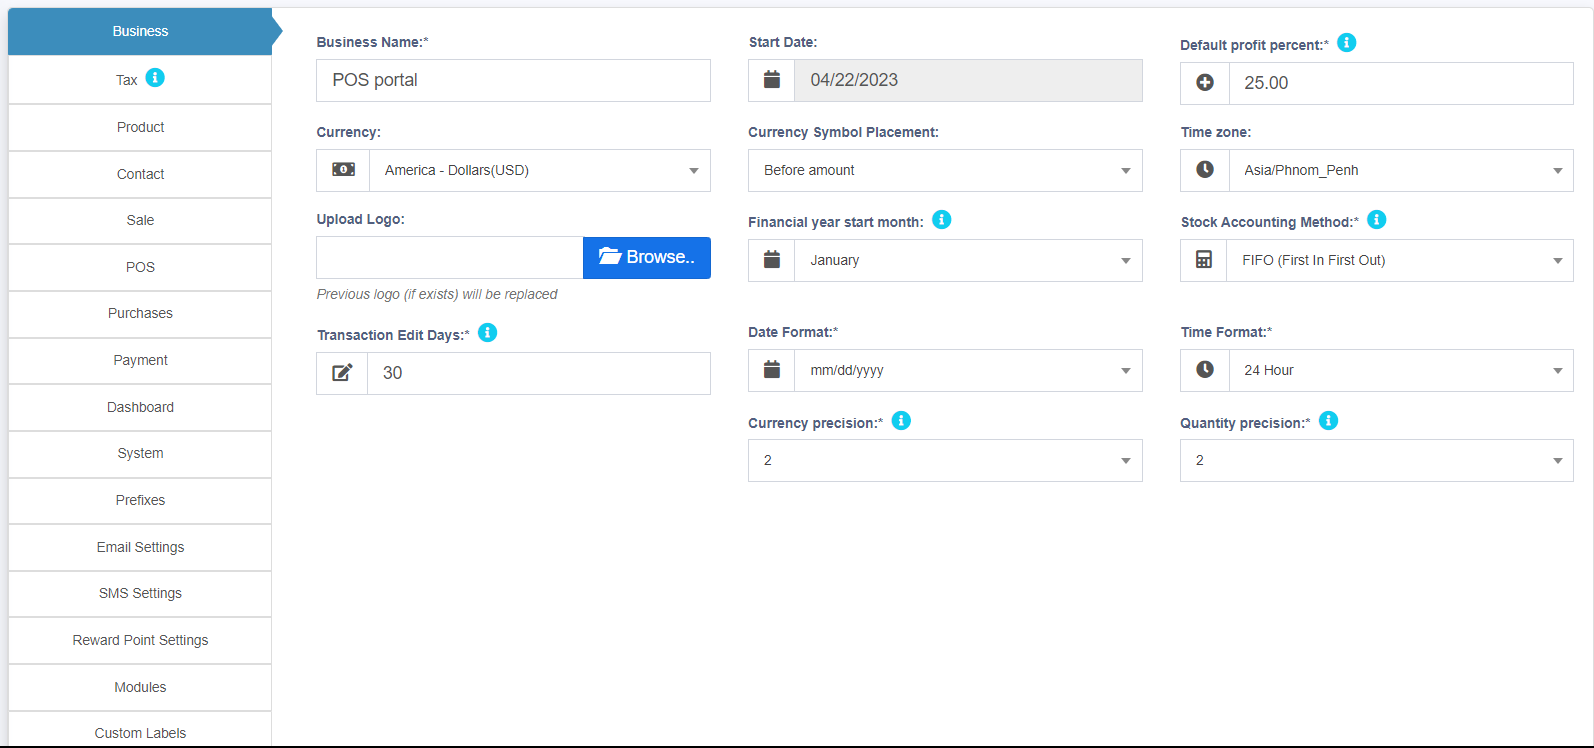 Business
Tax
Product
Contact
Sale
POS
Purchases
Payment
Dashboard
System
Prefixes
Email Settings
SMS Settings
Reward Point Settings
Modules
Custom Labels
Business Name:*
POS portal
Start Date:
04/22/2023
Default profit percent:*
25.00
Currency:
America - Dollars(USD)
Currency Symbol Placement:
Before amount
Time zone:
Asia/Phnom_Penh
Upload Logo:
Browse..
Previous logo (if exists) will be replaced
Financial year start month:
January
Stock Accounting Method:*
FIFO (First In First Out)
Transaction Edit Days:*
30
Date Format:*
mm/dd/yyyy
Time Format:*
24 Hour
Currency precision:*
2
Quantity precision:*
2